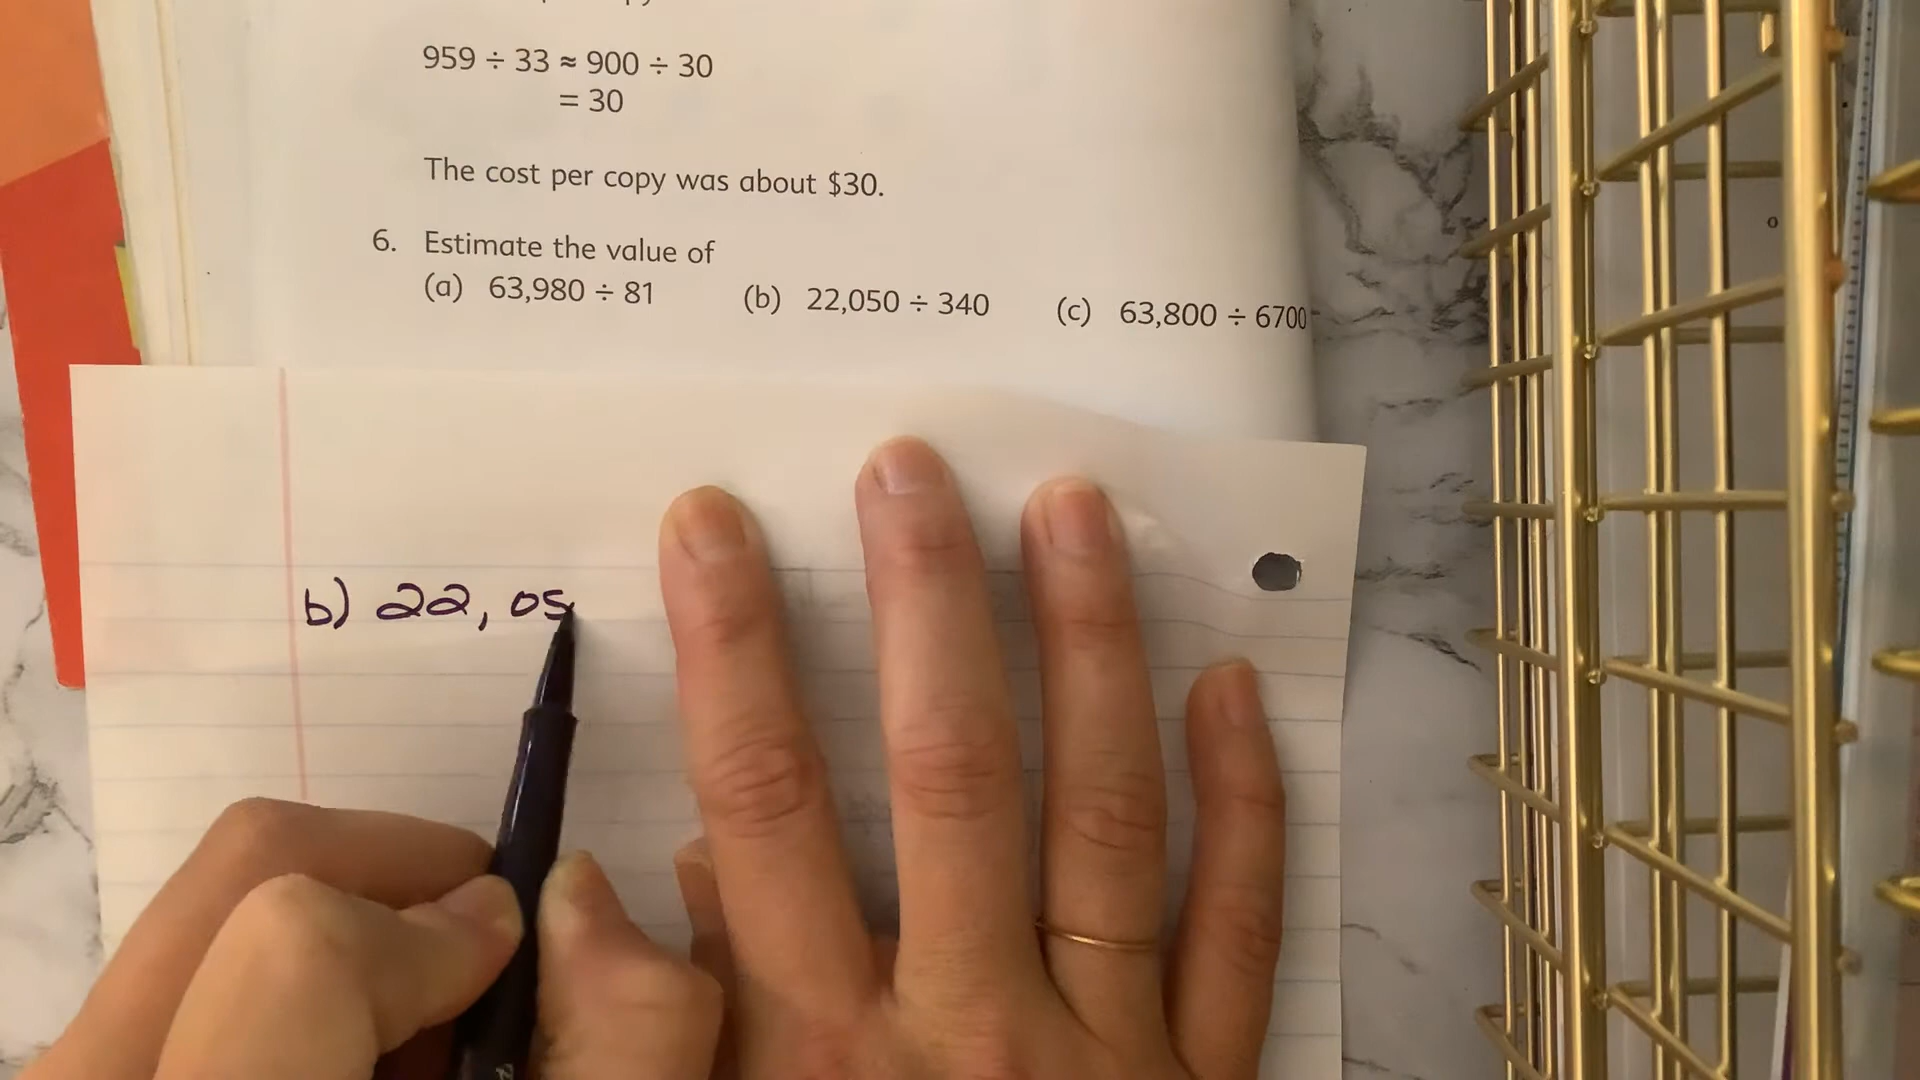 959 ÷ 33 ≈ 900 ÷ 30
= 30
The cost per copy was about $30.
6. Estimate the value of
(a) 63,980 ÷ 81 (b) 22,050 ÷ 340 (c) 63,800 ÷ 6700
b) 22, 05